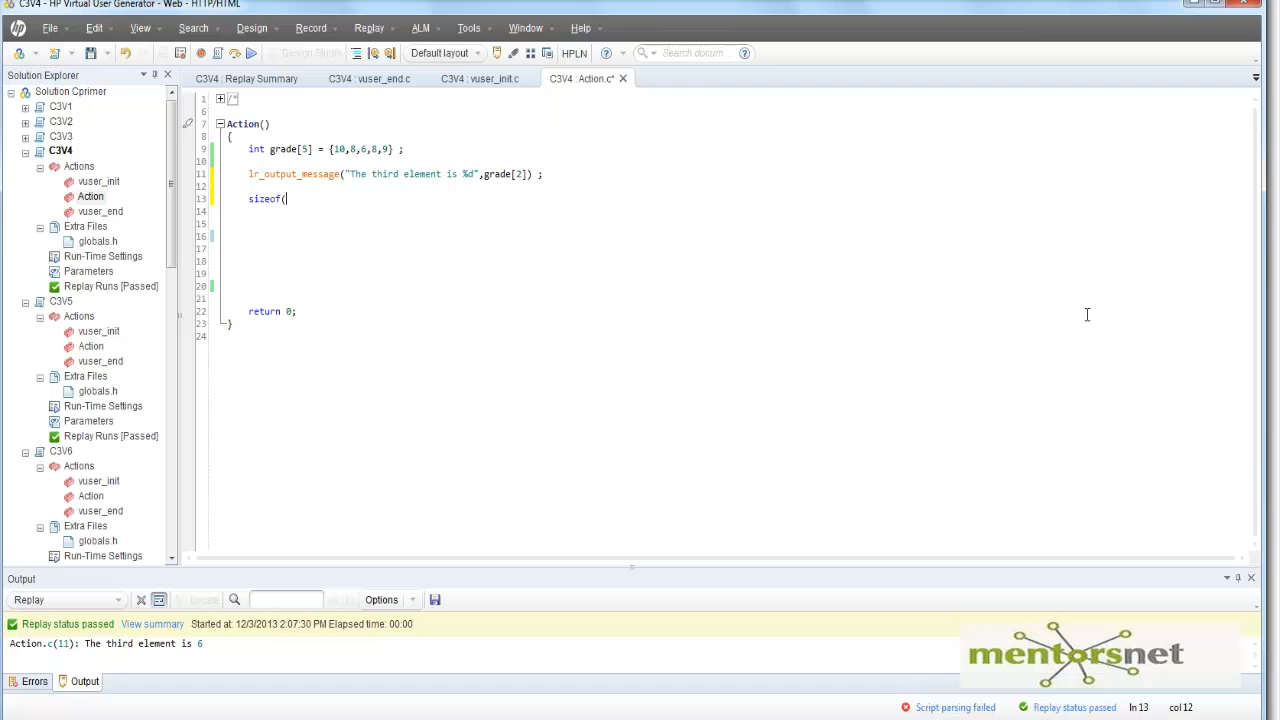 C3V4 - HP Virtual User Generator - Web - HTTP/HTML
File Edit View Search Design Record Replay ALM Tools Window Help
Design Studio Default layout HPLN Search docum
Solution Explorer
C3V4 : Replay Summary C3V4 : vuser_end.c C3V4 : vuser_init.c C3V4 : Action.c*
Solution Cprimer
C3V1
C3V2
C3V3
C3V4
Actions
vuser_init
Action
vuser_end
Extra Files
globals.h
Run-Time Settings
Parameters
Replay Runs [Passed]
C3V5
Actions
vuser_init
Action
vuser_end
Extra Files
globals.h
Run-Time Settings
Parameters
Replay Runs [Passed]
C3V6
Actions
vuser_init
Action
vuser_end
Extra Files
globals.h
Run-Time Settings
1 /*
6
7 Action()
8 {
9 int grade[5] = {10,8,6,8,9} ;
10
11 lr_output_message("The third element is %d",grade[2]) ;
12
13 sizeof(
14
15
16
17
18
19
20
21
22 return 0;
23 }
24
Output
Replay Locate Options
Replay status passed View summary Started at: 12/3/2013 2:07:30 PM Elapsed time: 00:00
Action.c(11): The third element is 6
mentorsnet
Errors Output
Script parsing failed Replay status passed ln 13 col 12